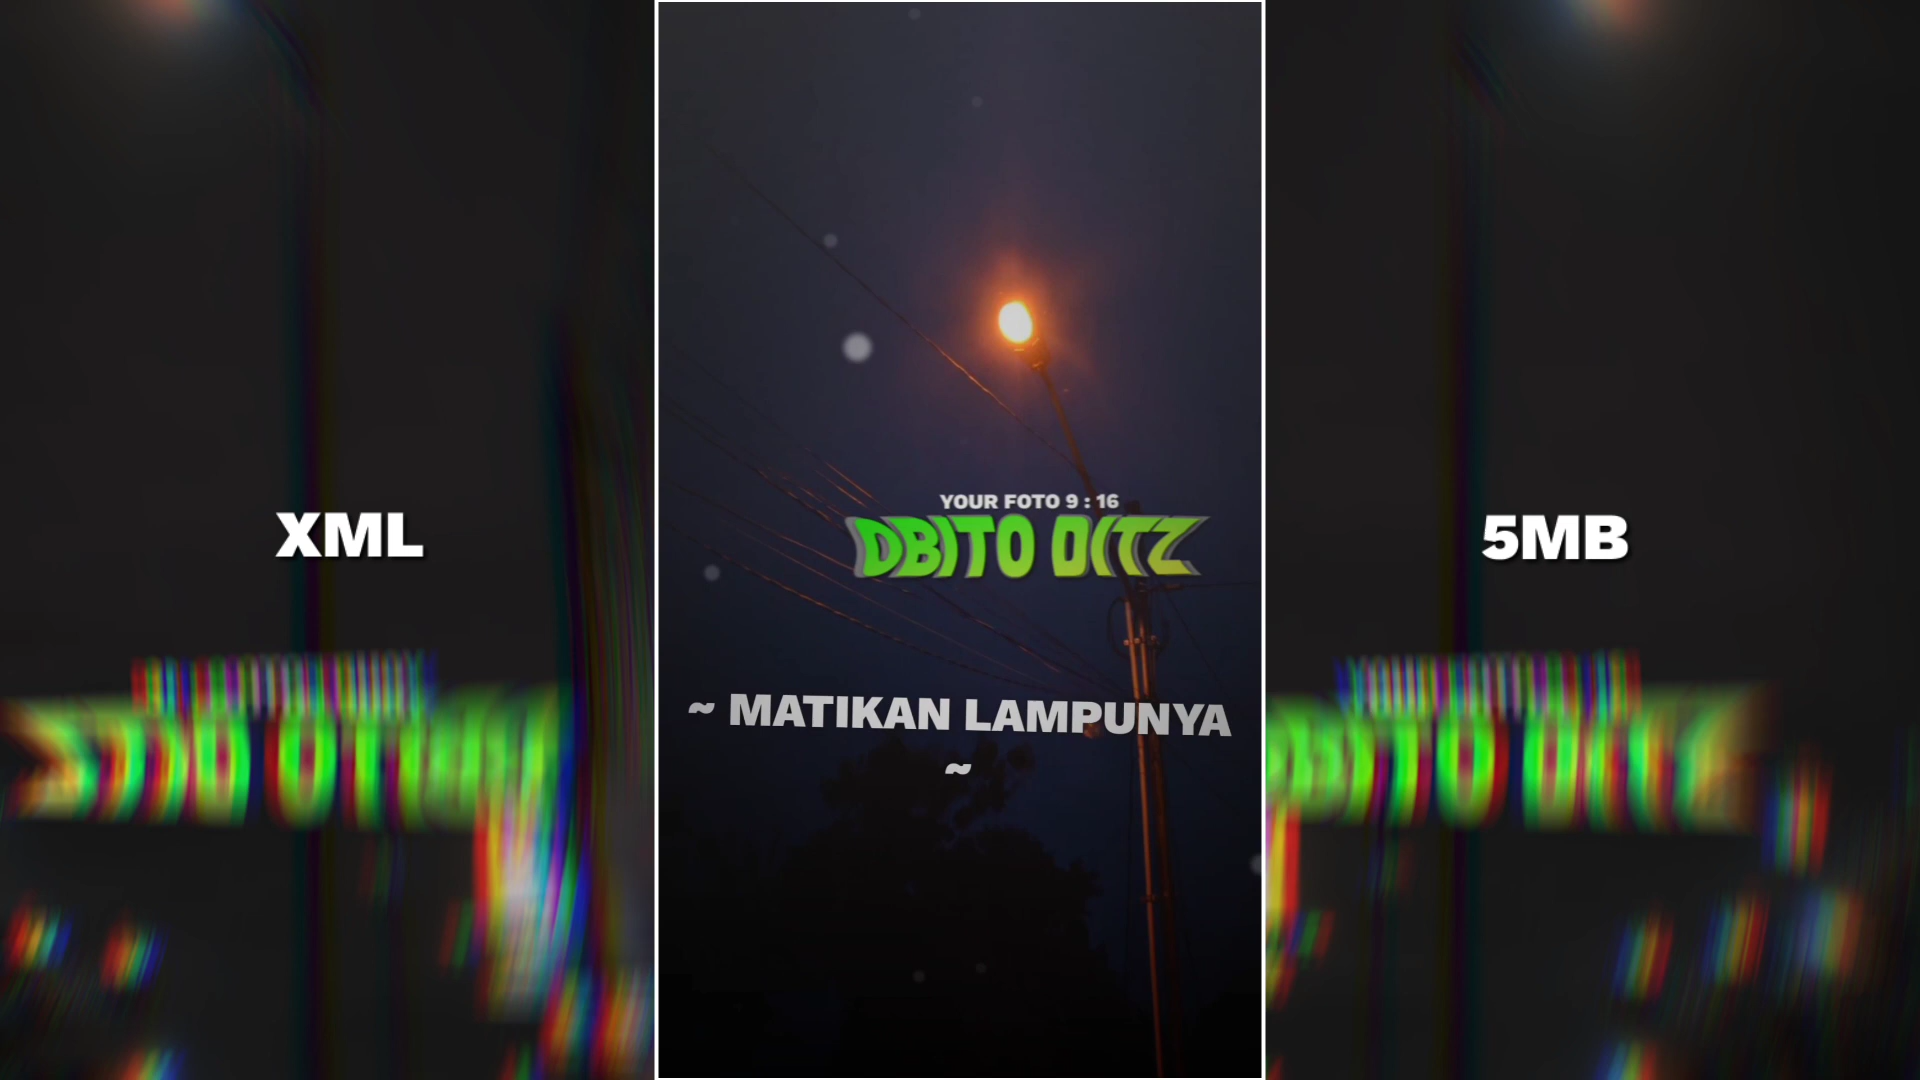 XML
YOUR FOTO 9 : 16
DBITO DITZ
~ MATIKAN LAMPUNYA
~
5MB